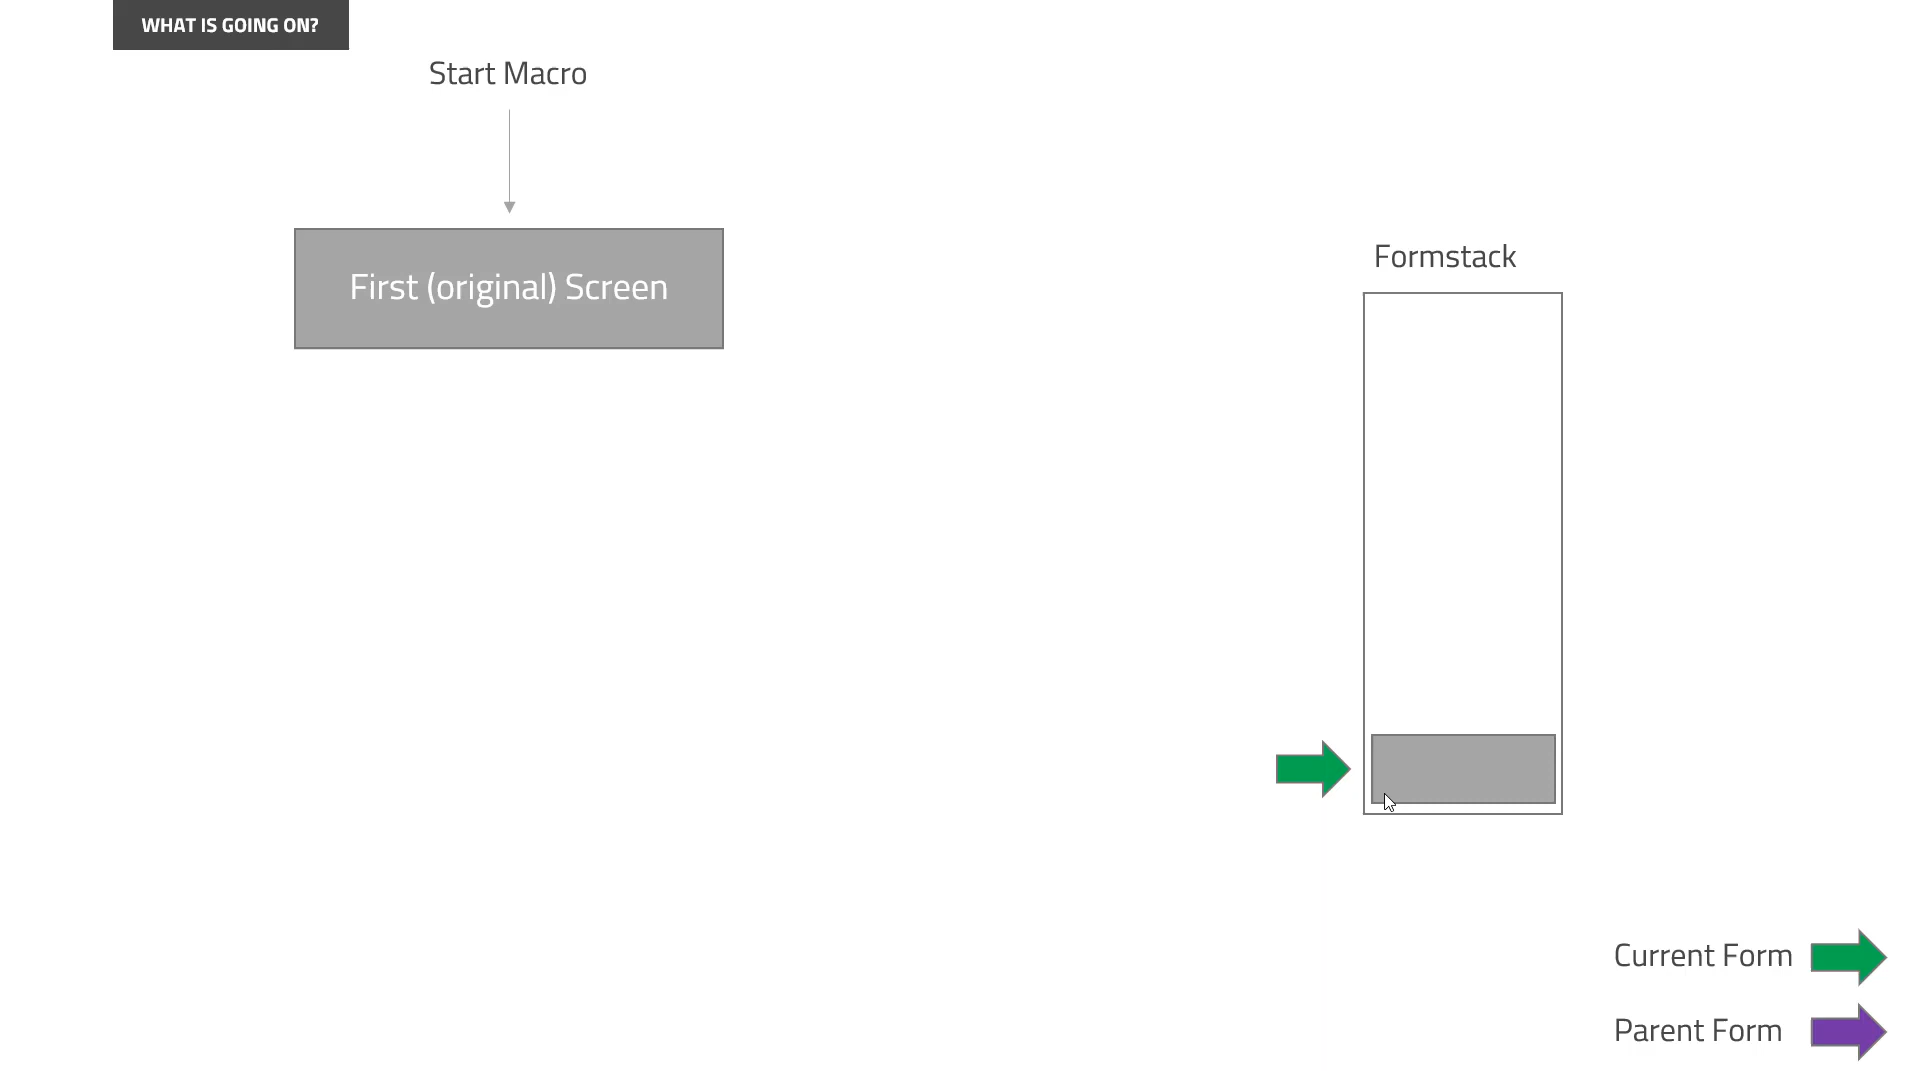 WHAT IS GOING ON?
Start Macro
First (original) Screen
Formstack
Current Form
Parent Form